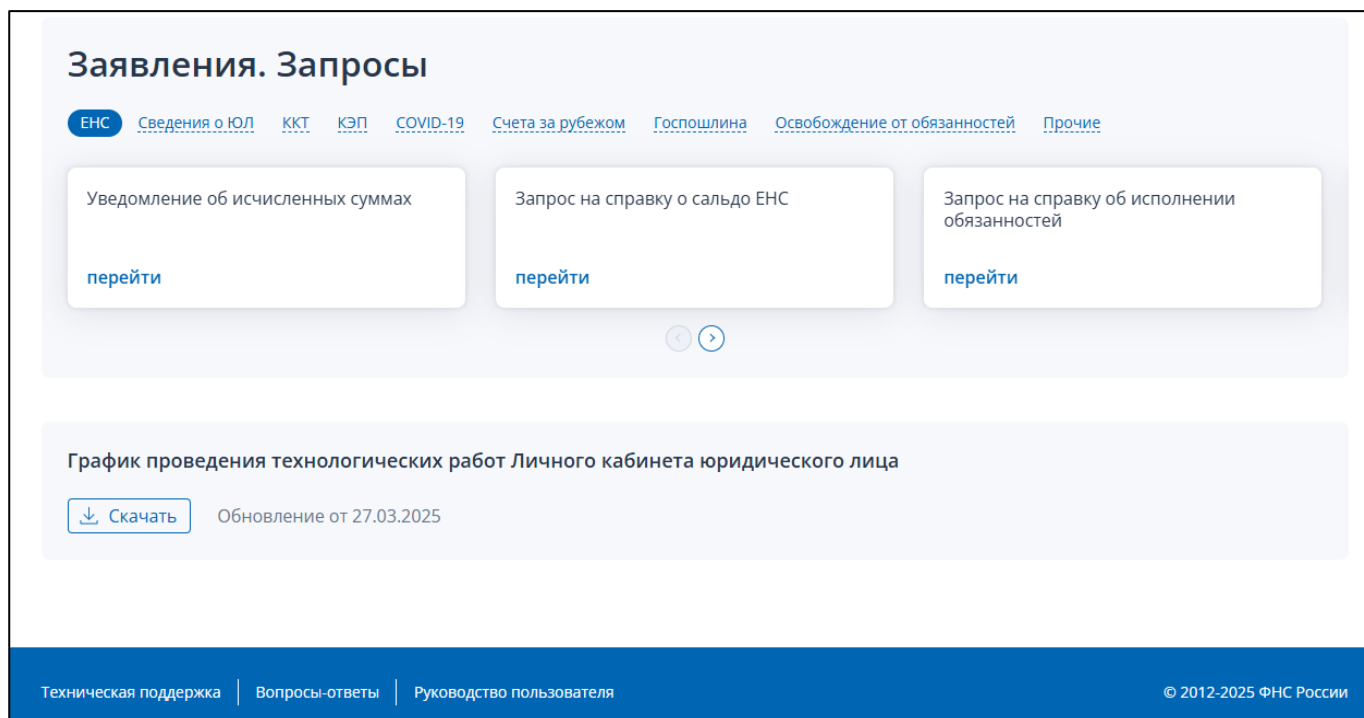 Заявления. Запросы
ЕНС Сведения о ЮЛ ККТ КЭП COVID-19 Счета за рубежом Госпошлина Освобождение от обязанностей Прочие
Уведомление об исчисленных суммах
перейти
Запрос на справку о сальдо ЕНС
перейти
Запрос на справку об исполнении
обязанностей
перейти
График проведения технологических работ Личного кабинета юридического лица
Скачать Обновление от 27.03.2025
Техническая поддержка Вопросы-ответы Руководство пользователя © 2012-2025 ФНС России